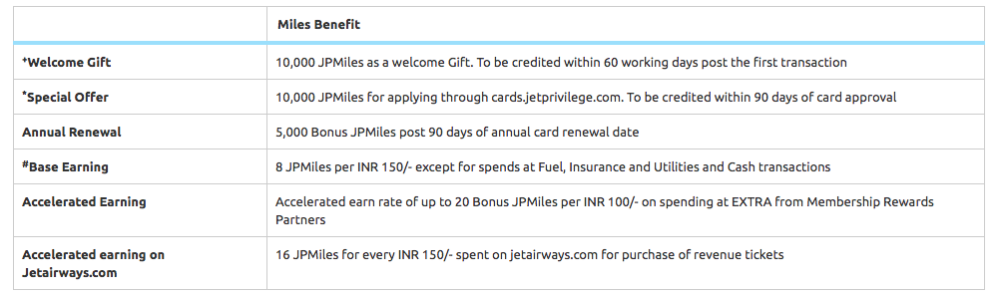 Miles Benefit
+Welcome Gift
10,000 JPMiles as a welcome Gift. To be credited within 60 working days post the first transaction
*Special Offer
10,000 JPMiles for applying through cards.jetprivilege.com. To be credited within 90 days of card approval
Annual Renewal
5,000 Bonus JPMiles post 90 days of annual card renewal date
#Base Earning
8 JPMiles per INR 150/- except for spends at Fuel, Insurance and Utilities and Cash transactions
Accelerated Earning
Accelerated earn rate of up to 20 Bonus JPMiles per INR 100/- on spending at EXTRA from Membership Rewards
Partners
Accelerated earning on
Jetairways.com
16 JPMiles for every INR 150/- spent on jetairways.com for purchase of revenue tickets